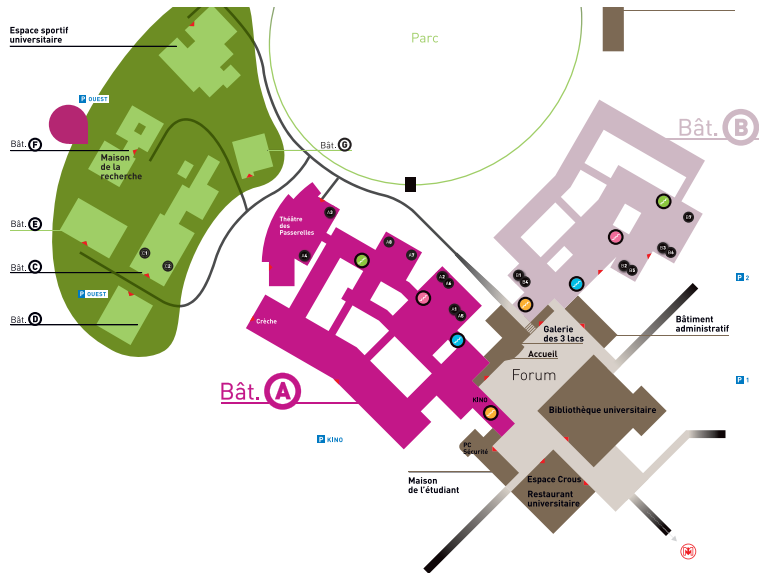 Espace sportif
universitaire
Parc
P OUEST
Bât. B
Bât. F
Bât. G
Maison
de la
recherche
Théâtre
des
Passerelles
Bât. E
Bât. C
P OUEST
Bât. D
Crèche
P 2
Bâtiment
administratif
Galerie
des 3 lacs
Accueil
Forum
P 1
Bât. A
KÍNO
Bibliothèque universitaire
P KÍNO
PC
Sécurité
Maison
de l'étudiant
Espace Crous
Restaurant
universitaire